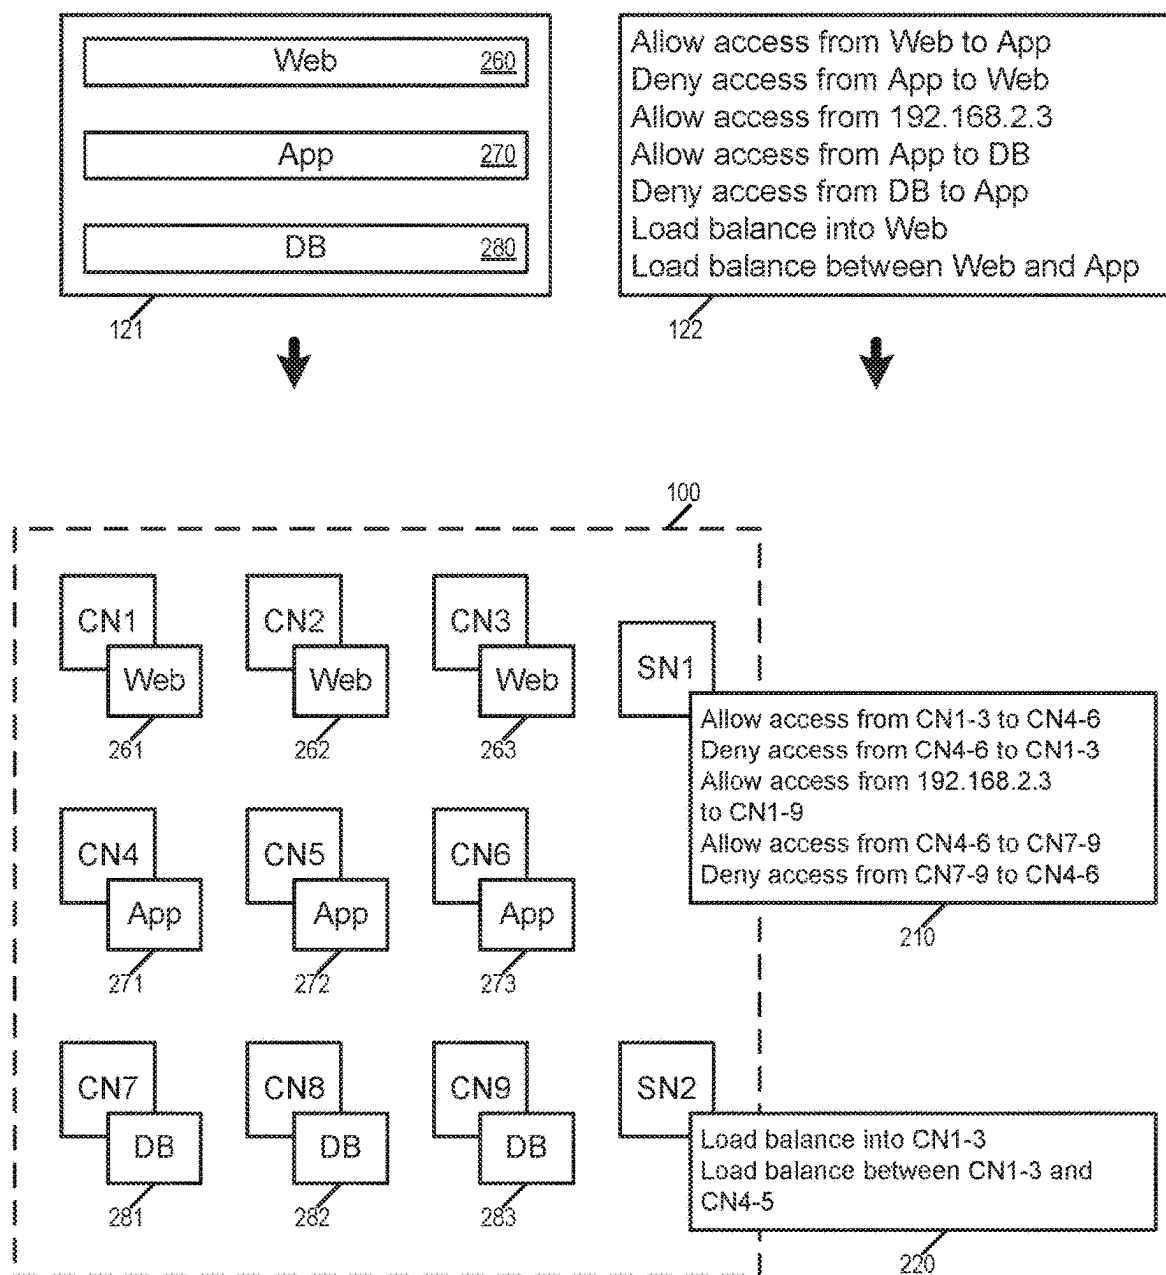 Web 260
App 270
DB 280
121
Allow access from Web to App
Deny access from App to Web
Allow access from 192.168.2.3
Allow access from App to DB
Deny access from DB to App
Load balance into Web
Load balance between Web and App
122
100
CN1
Web
261
CN2
Web
262
CN3
Web
263
SN1
Allow access from CN1-3 to CN4-6
Deny access from CN4-6 to CN1-3
Allow access from 192.168.2.3
to CN1-9
Allow access from CN4-6 to CN7-9
Deny access from CN7-9 to CN4-6
210
CN4
App
271
CN5
App
272
CN6
App
273
CN7
DB
281
CN8
DB
282
CN9
DB
283
SN2
Load balance into CN1-3
Load balance between CN1-3 and
CN4-5
220